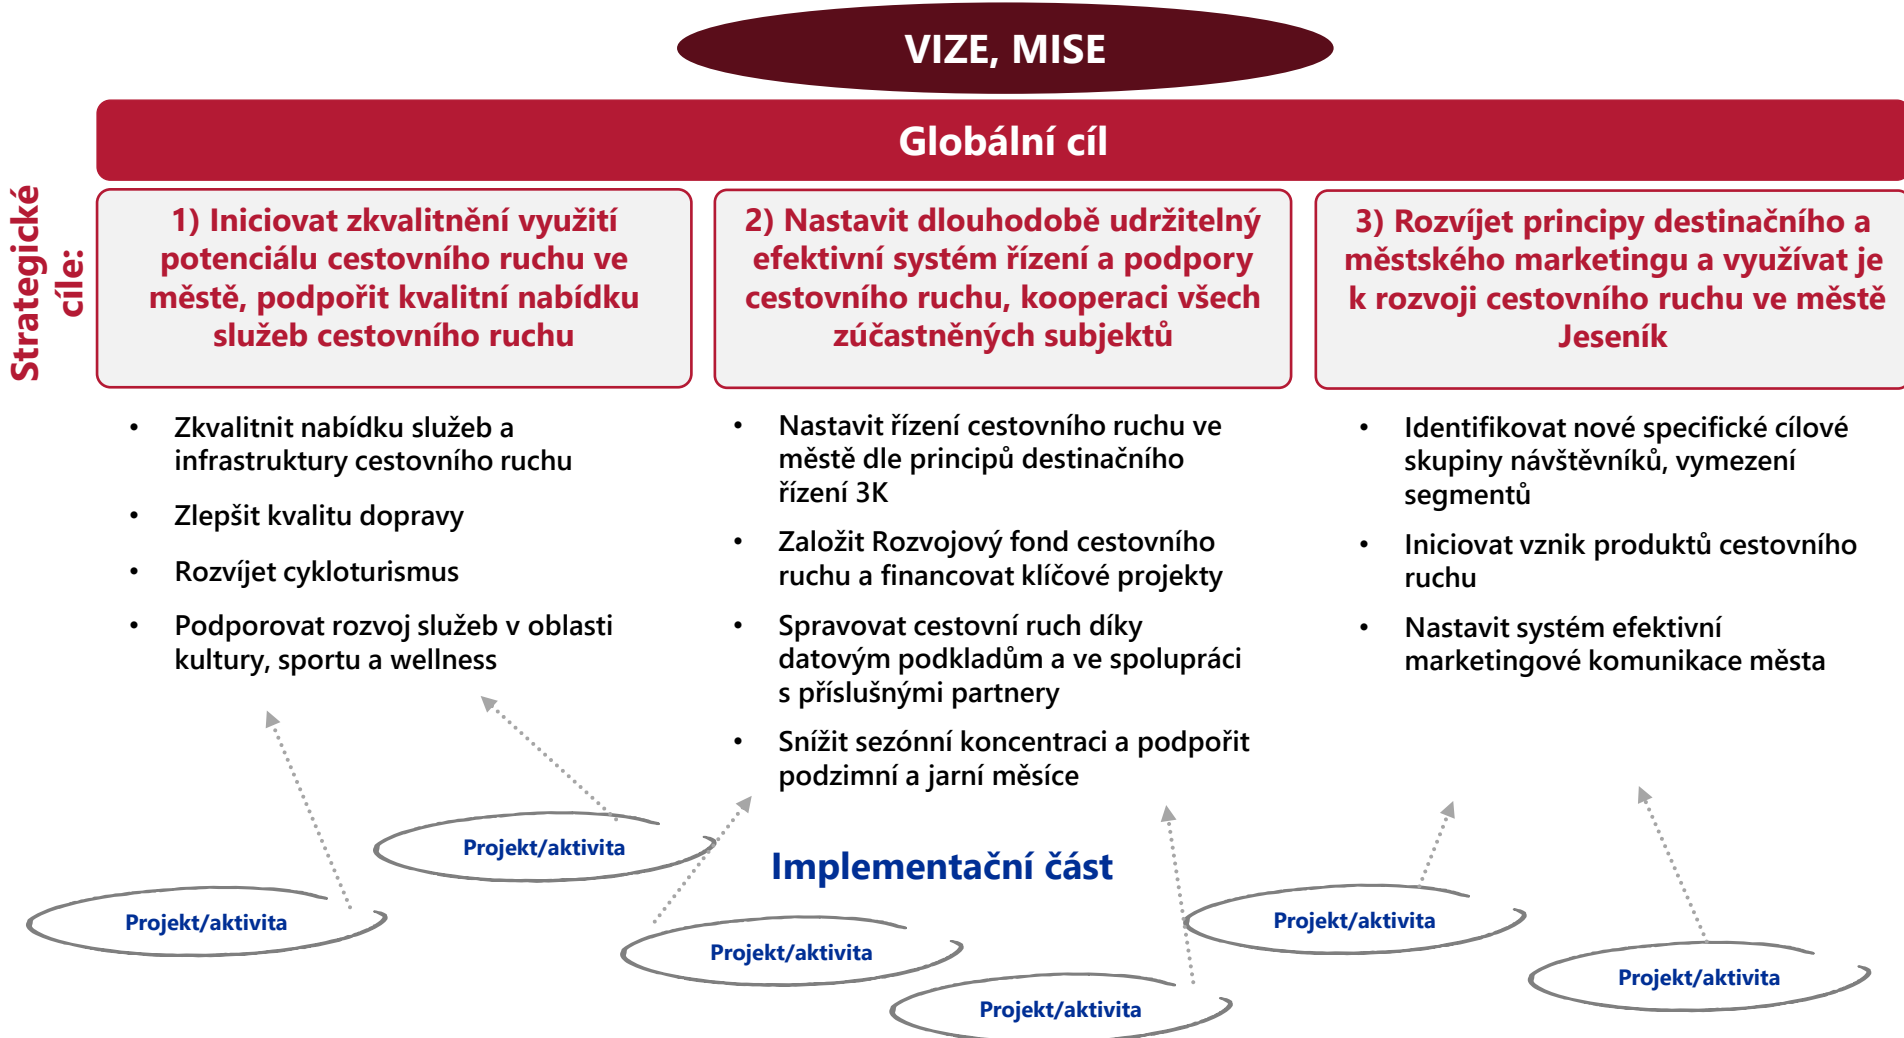 VIZE, MISE
Globální cíl
Strategické
cíle:
1) Iniciovat zkvalitnění využití
potenciálu cestovního ruchu ve
městě, podpořit kvalitní nabídku
služeb cestovního ruchu
2) Nastavit dlouhodobě udržitelný
efektivní systém řízení a podpory
cestovního ruchu, kooperaci všech
zúčastněných subjektů
3) Rozvíjet principy destinačního a
městského marketingu a využívat je
k rozvoji cestovního ruchu ve městě
Jeseník
• Zkvalitnit nabídku služeb a
infrastruktury cestovního ruchu
• Zlepšit kvalitu dopravy
• Rozvíjet cykloturismus
• Podporovat rozvoj služeb v oblasti
kultury, sportu a wellness
• Nastavit řízení cestovního ruchu ve
městě dle principů destinačního
řízení 3K
• Založit Rozvojový fond cestovního
ruchu a financovat klíčové projekty
• Spravovat cestovní ruch díky
datovým podkladům a ve spolupráci
s příslušnými partnery
• Snížit sezónní koncentraci a podpořit
podzimní a jarní měsíce
• Identifikovat nové specifické cílové
skupiny návštěvníků, vymezení
segmentů
• Iniciovat vznik produktů cestovního
ruchu
• Nastavit systém efektivní
marketingové komunikace města
Implementační část
Projekt/aktivita
Projekt/aktivita
Projekt/aktivita
Projekt/aktivita
Projekt/aktivita
Projekt/aktivita